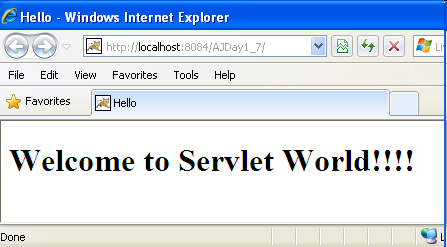 Hello - Windows Internet Explorer
http://localhost:8084/AJDay1_7/
File Edit View Favorites Tools Help
Favorites Hello
Welcome to Servlet World!!!!
Done